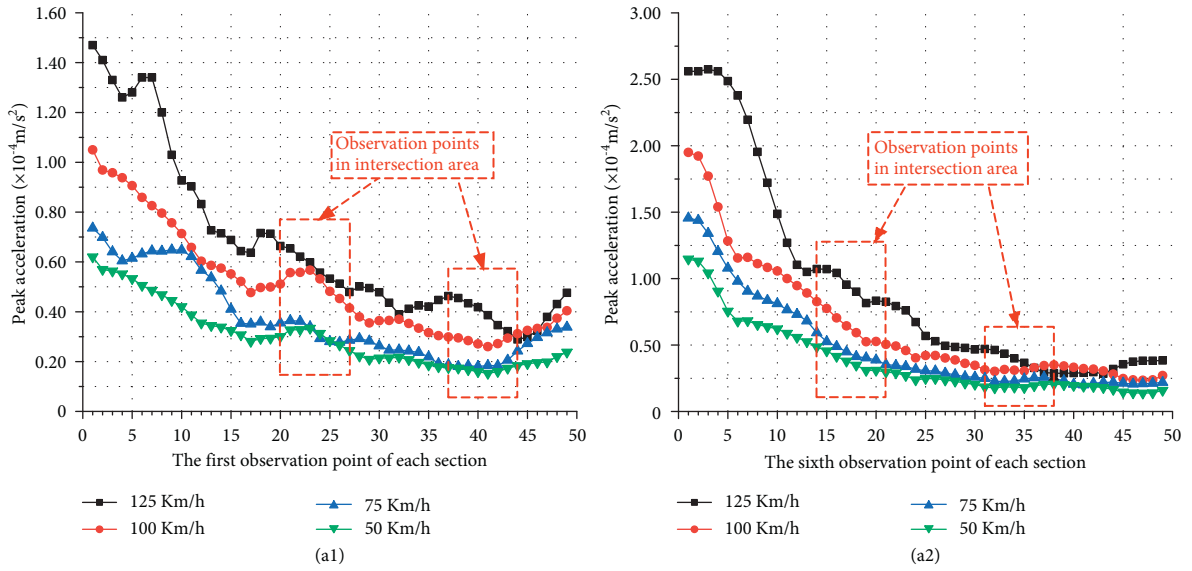 1.60
1.40
1.20
1.00
0.80
0.60
0.40
0.20
0
Peak acceleration (×10⁻⁴m/s²)
Observation points
in intersection area
0 5 10 15 20 25 30 35 40 45 50
The first observation point of each section
125 Km/h
100 Km/h
75 Km/h
50 Km/h
(a1)
3.00
2.50
2.00
1.50
1.00
0.50
0
Peak acceleration (×10⁻⁴m/s²)
Observation points
in intersection area
0 5 10 15 20 25 30 35 40 45 50
The sixth observation point of each section
125 Km/h
100 Km/h
75 Km/h
50 Km/h
(a2)